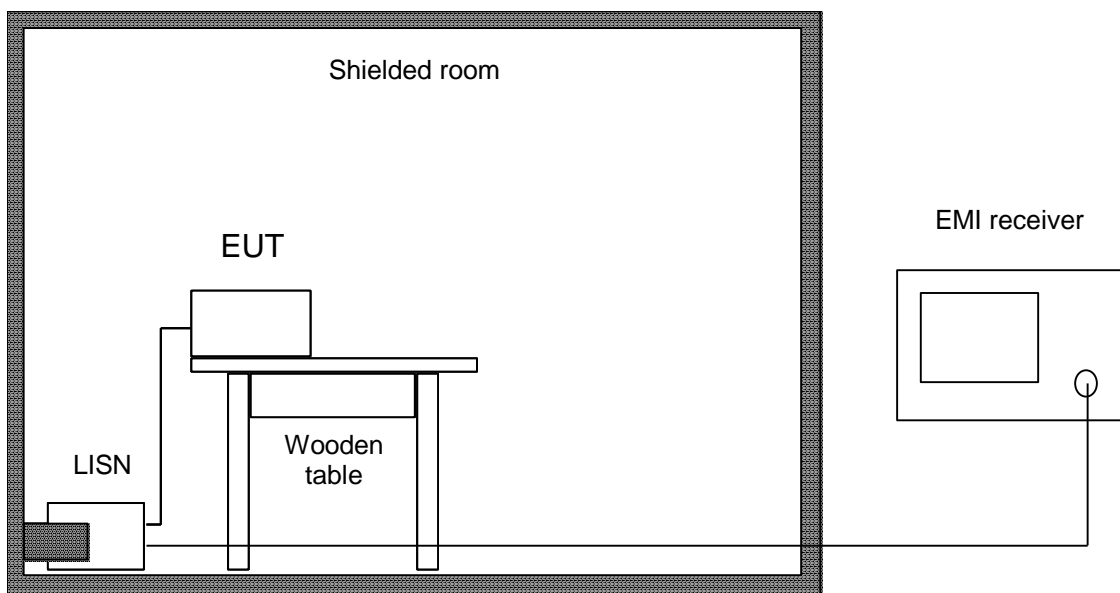 Shielded room
EMI receiver
EUT
Wooden
table
LISN